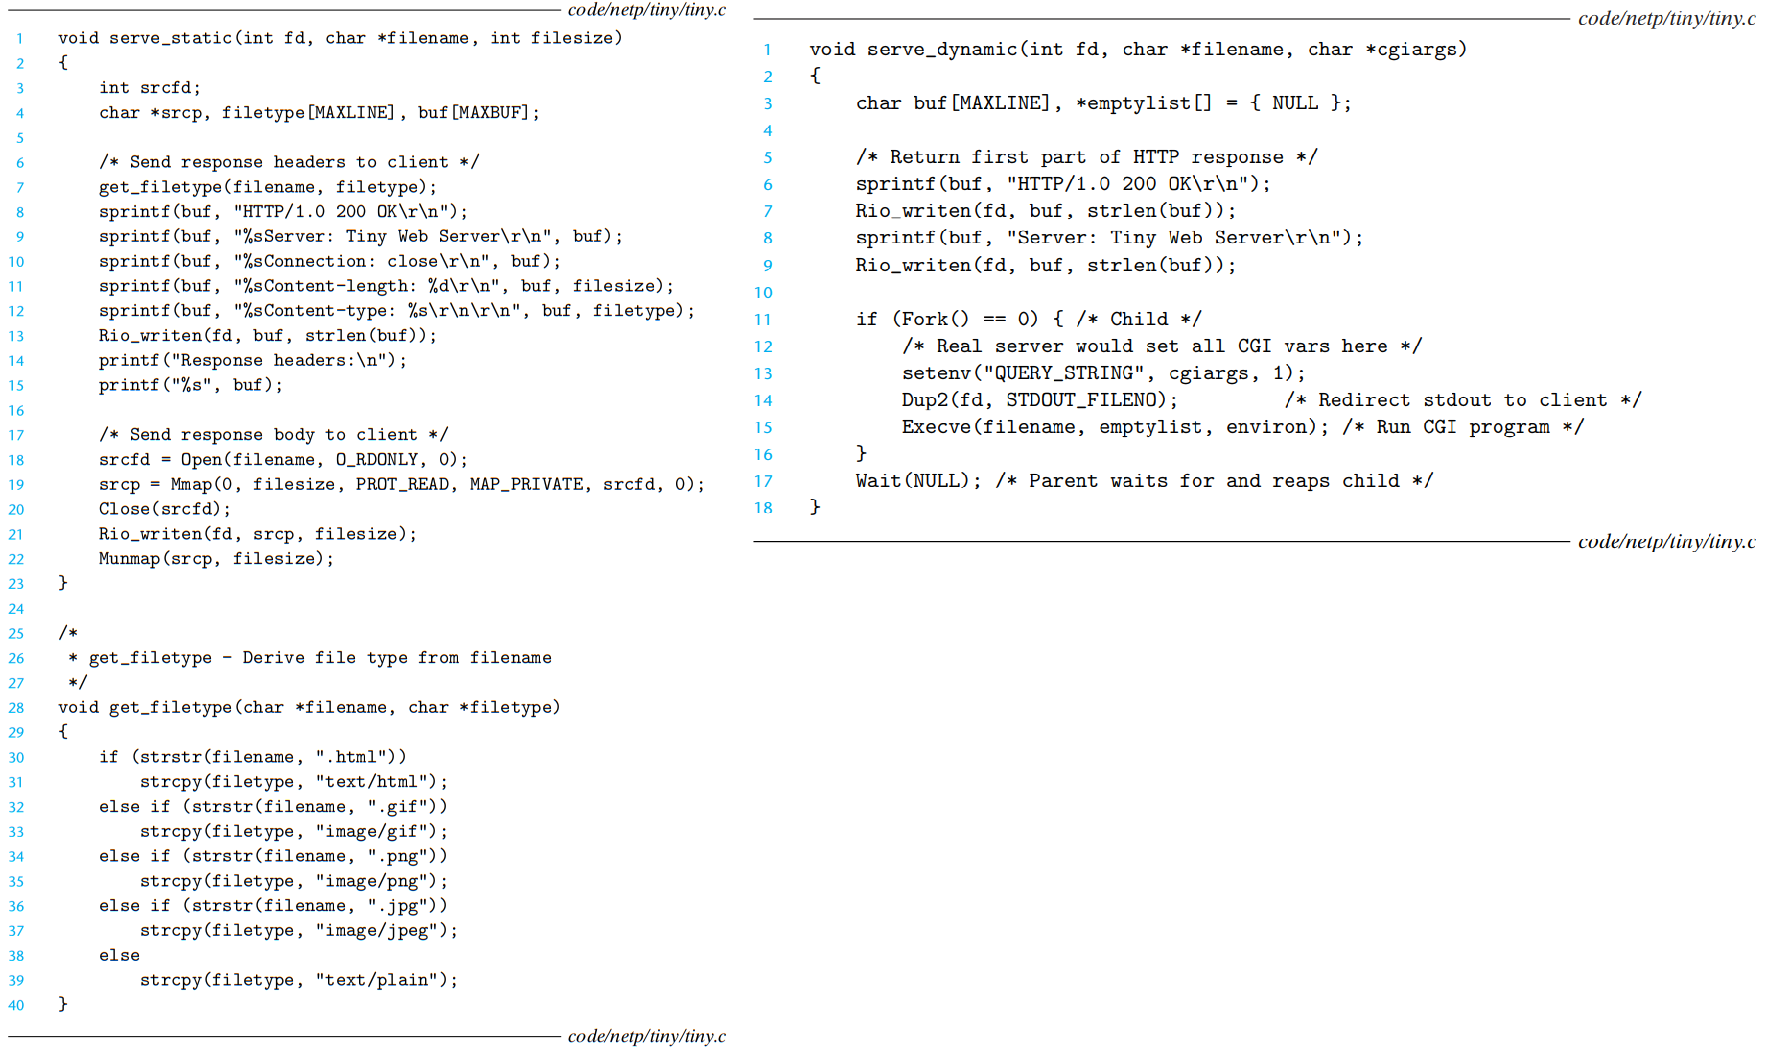 code/netp/tiny/tiny.c
1 void serve_static(int fd, char *filename, int filesize)
2 {
3 int srcfd;
4 char *srcp, filetype[MAXLINE], buf[MAXBUF];
5
6 /* Send response headers to client */
7 get_filetype(filename, filetype);
8 sprintf(buf, "HTTP/1.0 200 OK\r\n");
9 sprintf(buf, "%sServer: Tiny Web Server\r\n", buf);
10 sprintf(buf, "%sConnection: close\r\n", buf);
11 sprintf(buf, "%sContent-length: %d\r\n", buf, filesize);
12 sprintf(buf, "%sContent-type: %s\r\n\r\n", buf, filetype);
13 Rio_writen(fd, buf, strlen(buf));
14 printf("Response headers:\n");
15 printf("%s", buf);
16
17 /* Send response body to client */
18 srcfd = Open(filename, O_RDONLY, 0);
19 srcp = Mmap(0, filesize, PROT_READ, MAP_PRIVATE, srcfd, 0);
20 Close(srcfd);
21 Rio_writen(fd, srcp, filesize);
22 Munmap(srcp, filesize);
23 }
24
25 /*
26 * get_filetype - Derive file type from filename
27 */
28 void get_filetype(char *filename, char *filetype)
29 {
30 if (strstr(filename, ".html"))
31 strcpy(filetype, "text/html");
32 else if (strstr(filename, ".gif"))
33 strcpy(filetype, "image/gif");
34 else if (strstr(filename, ".png"))
35 strcpy(filetype, "image/png");
36 else if (strstr(filename, ".jpg"))
37 strcpy(filetype, "image/jpeg");
38 else
39 strcpy(filetype, "text/plain");
40 }
code/netp/tiny/tiny.c
code/netp/tiny/tiny.c
1 void serve_dynamic(int fd, char *filename, char *cgiargs)
2 {
3 char buf[MAXLINE], *emptylist[] = { NULL };
4
5 /* Return first part of HTTP response */
6 sprintf(buf, "HTTP/1.0 200 OK\r\n");
7 Rio_writen(fd, buf, strlen(buf));
8 sprintf(buf, "Server: Tiny Web Server\r\n");
9 Rio_writen(fd, buf, strlen(buf));
10
11 if (Fork() == 0) { /* Child */
12 /* Real server would set all CGI vars here */
13 setenv("QUERY_STRING", cgiargs, 1);
14 Dup2(fd, STDOUT_FILENO); /* Redirect stdout to client */
15 Execve(filename, emptylist, environ); /* Run CGI program */
16 }
17 Wait(NULL); /* Parent waits for and reaps child */
18 }
code/netp/tiny/tiny.c